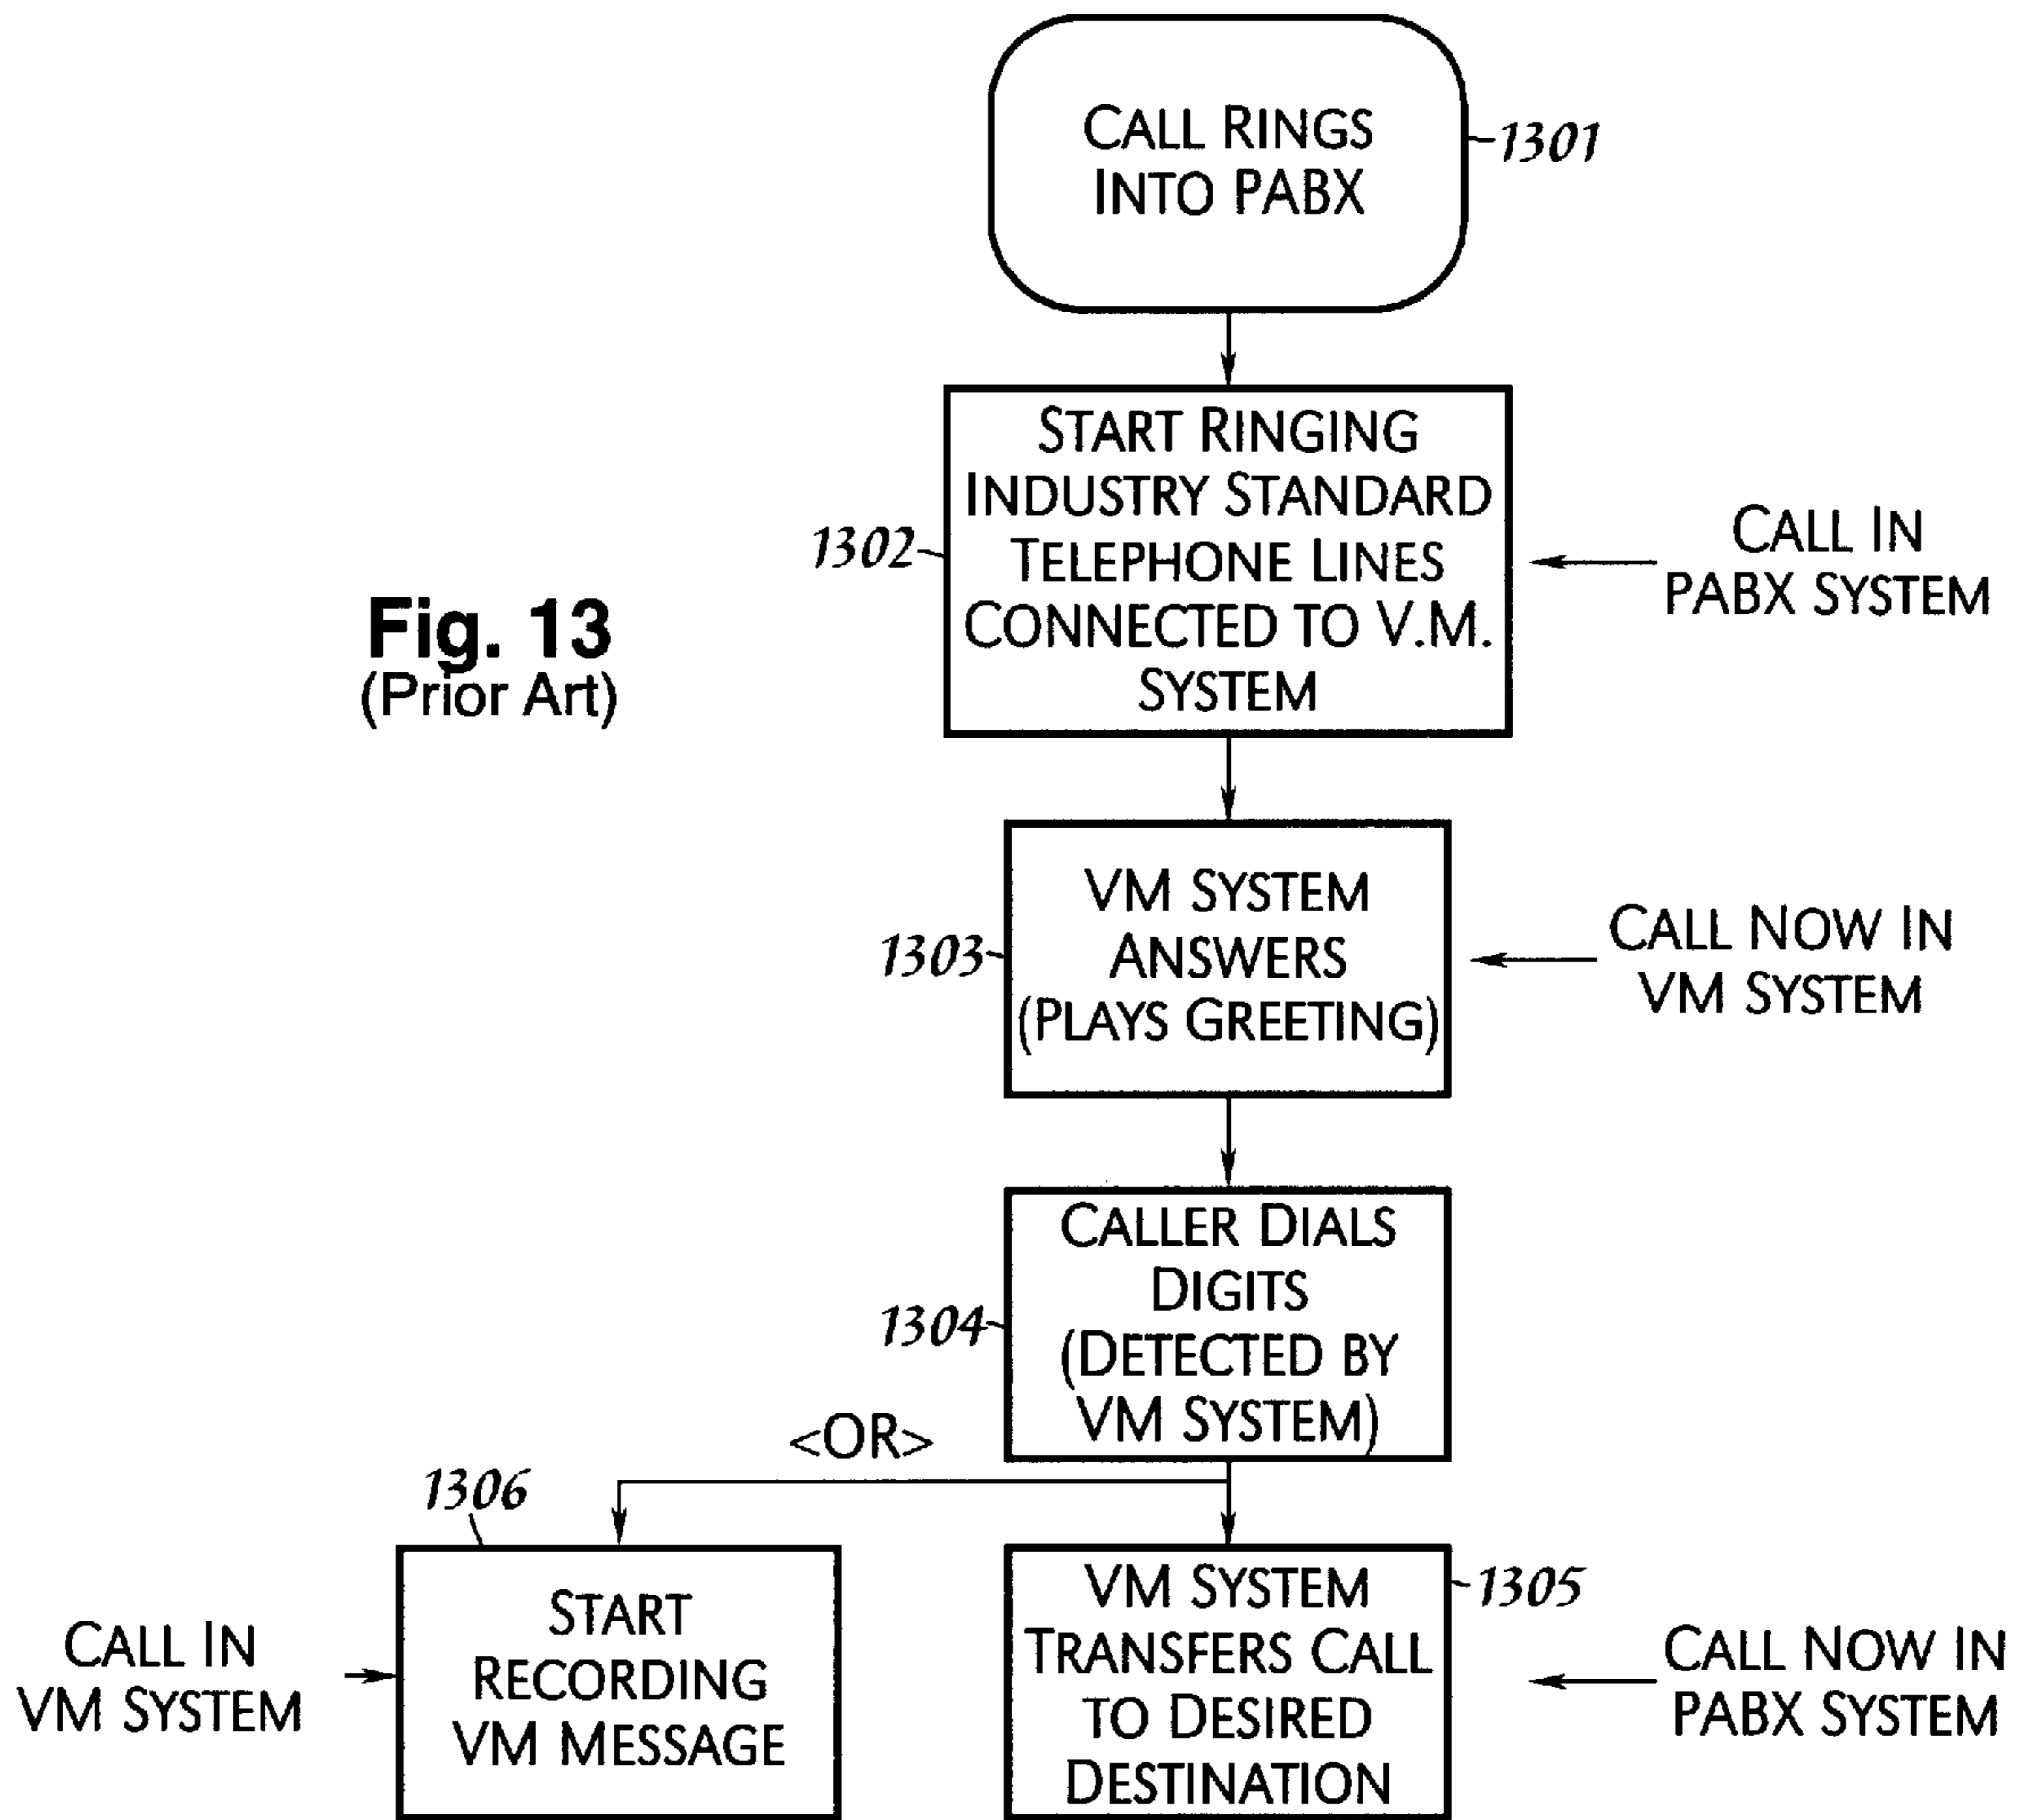 CALL RINGS
INTO PABX
1301
START RINGING
INDUSTRY STANDARD
TELEPHONE LINES
CONNECTED TO V.M.
SYSTEM
1302
CALL IN
PABX SYSTEM
Fig. 13
(Prior Art)
VM SYSTEM
ANSWERS
(PLAYS GREETING)
1303
CALL NOW IN
VM SYSTEM
CALLER DIALS
DIGITS
(DETECTED BY
VM SYSTEM)
1304
<OR>
1306
START
RECORDING
VM MESSAGE
CALL IN
VM SYSTEM
VM SYSTEM
TRANSFERS CALL
TO DESIRED
DESTINATION
1305
CALL NOW IN
PABX SYSTEM